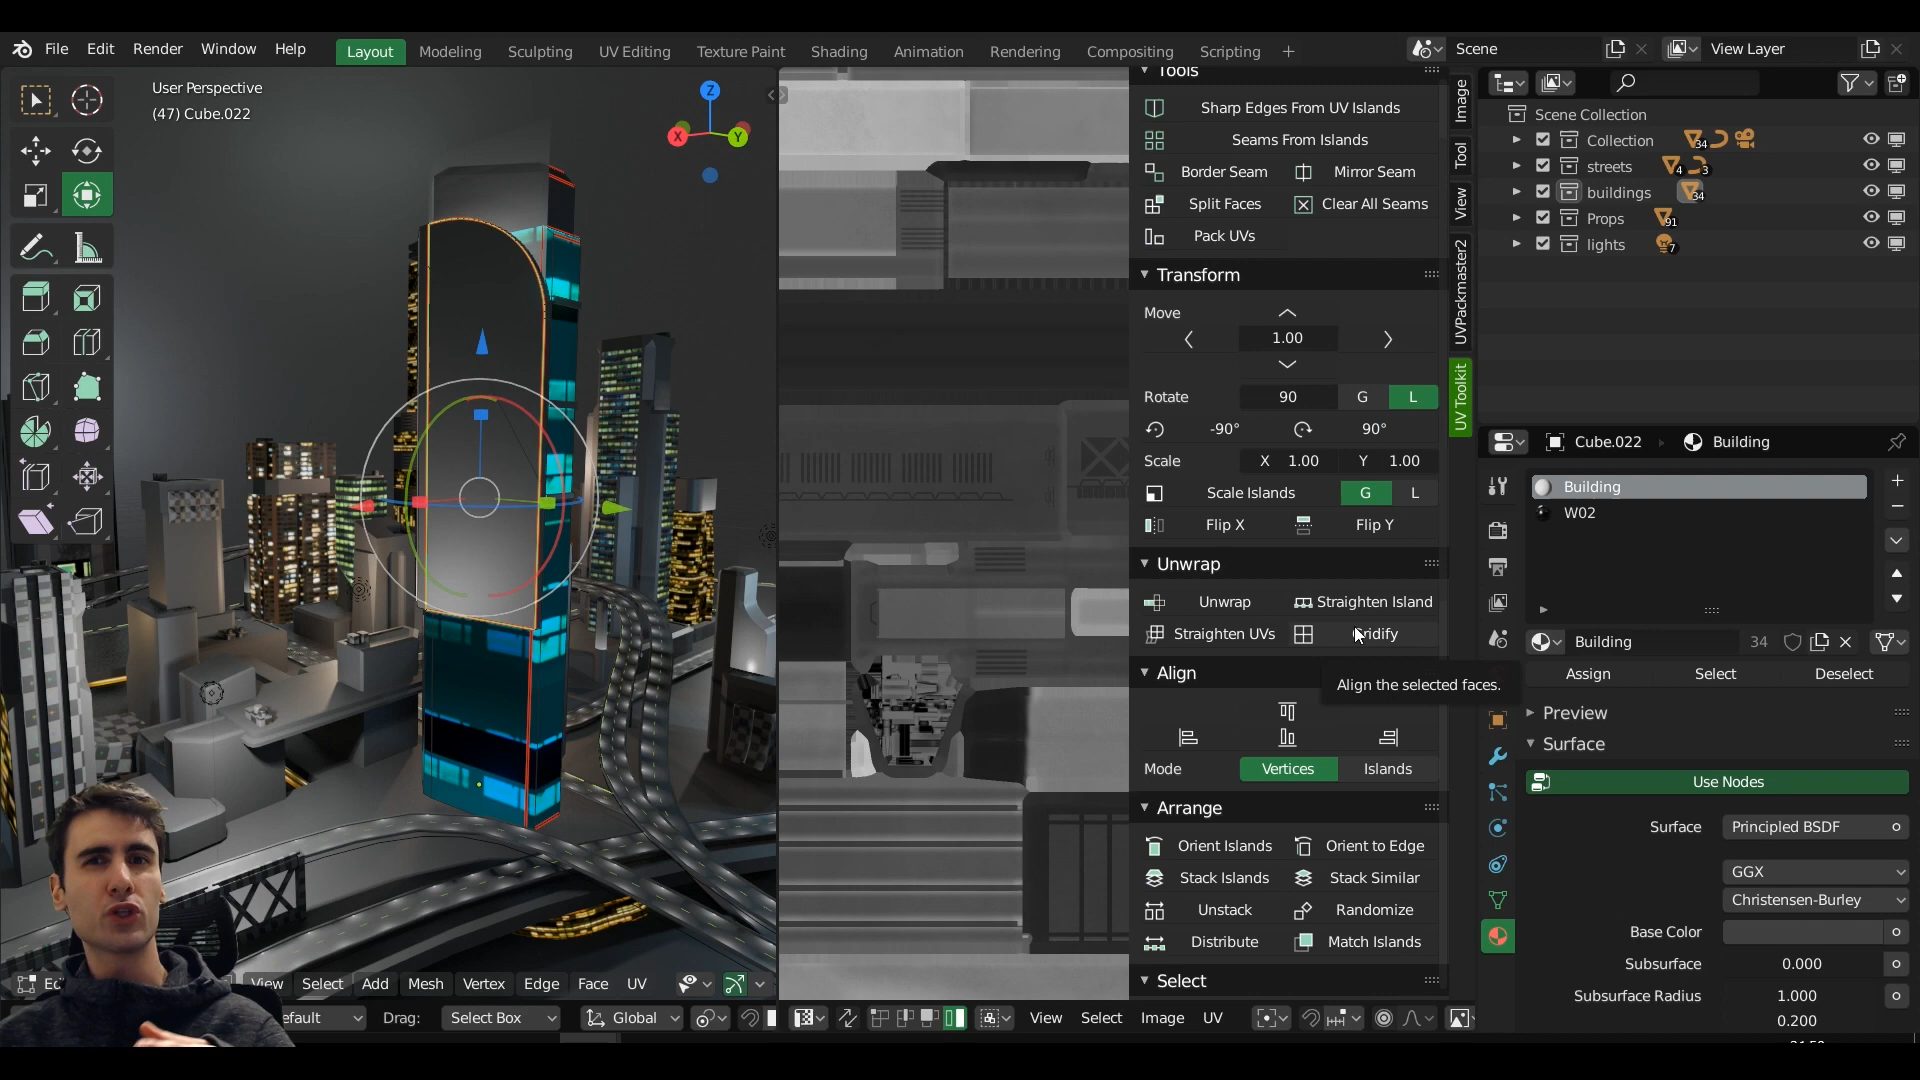 File Edit Render Window Help Layout Modeling Sculpting UV Editing Texture Paint Shading Animation Rendering Compositing Scripting + Scene View Layer
User Perspective
(47) Cube.022
Z
X
Y
Tools
Sharp Edges From UV Islands
Seams From Islands
Border Seam Mirror Seam
Split Faces Clear All Seams
Pack UVs
Transform
Move
1.00
Rotate 90 G L
-90° 90°
Scale X 1.00 Y 1.00
Scale Islands G L
Flip X Flip Y
Unwrap
Unwrap Straighten Island
Straighten UVs
Align
Align the selected faces.
Mode Vertices Islands
Arrange
Orient Islands Orient to Edge
Stack Islands Stack Similar
Unstack Randomize
Distribute Match Islands
Select
Image
Tool
View
UVPackmaster2
UV Toolkit
Scene Collection
Collection 34
streets 4 3
buildings 34
Props 91
lights 7
Cube.022 Building
Building
W02
Building 34
Assign Select Deselect
Preview
Surface
Use Nodes
Surface Principled BSDF
GGX
Christensen-Burley
Base Color
Subsurface 0.000
Subsurface Radius 1.000
0.200
View Select Add Mesh Vertex Edge Face UV
Drag: Select Box Global
View Select Image UV